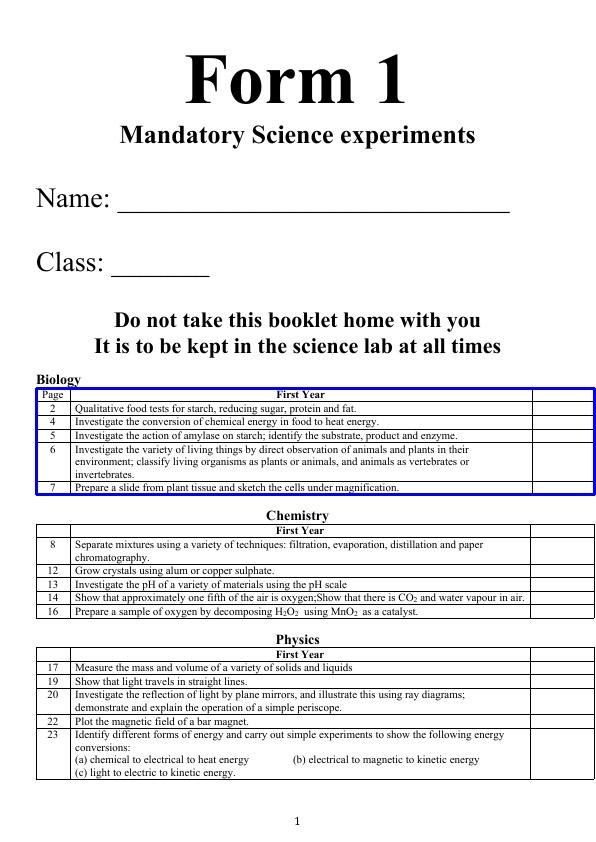 Form 1
Mandatory Science experiments
Name: ____________________________
Class: _______
Do not take this booklet home with you
It is to be kept in the science lab at all times
Biology
Page First Year
2 Qualitative food tests for starch, reducing sugar, protein and fat.
4 Investigate the conversion of chemical energy in food to heat energy.
5 Investigate the action of amylase on starch; identify the substrate, product and enzyme.
6 Investigate the variety of living things by direct observation of animals and plants in their
environment; classify living organisms as plants or animals, and animals as vertebrates or
invertebrates.
7 Prepare a slide from plant tissue and sketch the cells under magnification.
Chemistry
First Year
8 Separate mixtures using a variety of techniques: filtration, evaporation, distillation and paper
chromatography.
12 Grow crystals using alum or copper sulphate.
13 Investigate the pH of a variety of materials using the pH scale
14 Show that approximately one fifth of the air is oxygen;Show that there is CO₂ and water vapour in air.
16 Prepare a sample of oxygen by decomposing H₂O₂ using MnO₂ as a catalyst.
Physics
First Year
17 Measure the mass and volume of a variety of solids and liquids
19 Show that light travels in straight lines.
20 Investigate the reflection of light by plane mirrors, and illustrate this using ray diagrams;
demonstrate and explain the operation of a simple periscope.
22 Plot the magnetic field of a bar magnet.
23 Identify different forms of energy and carry out simple experiments to show the following energy
conversions:
(a) chemical to electrical to heat energy (b) electrical to magnetic to kinetic energy
(c) light to electric to kinetic energy.
1